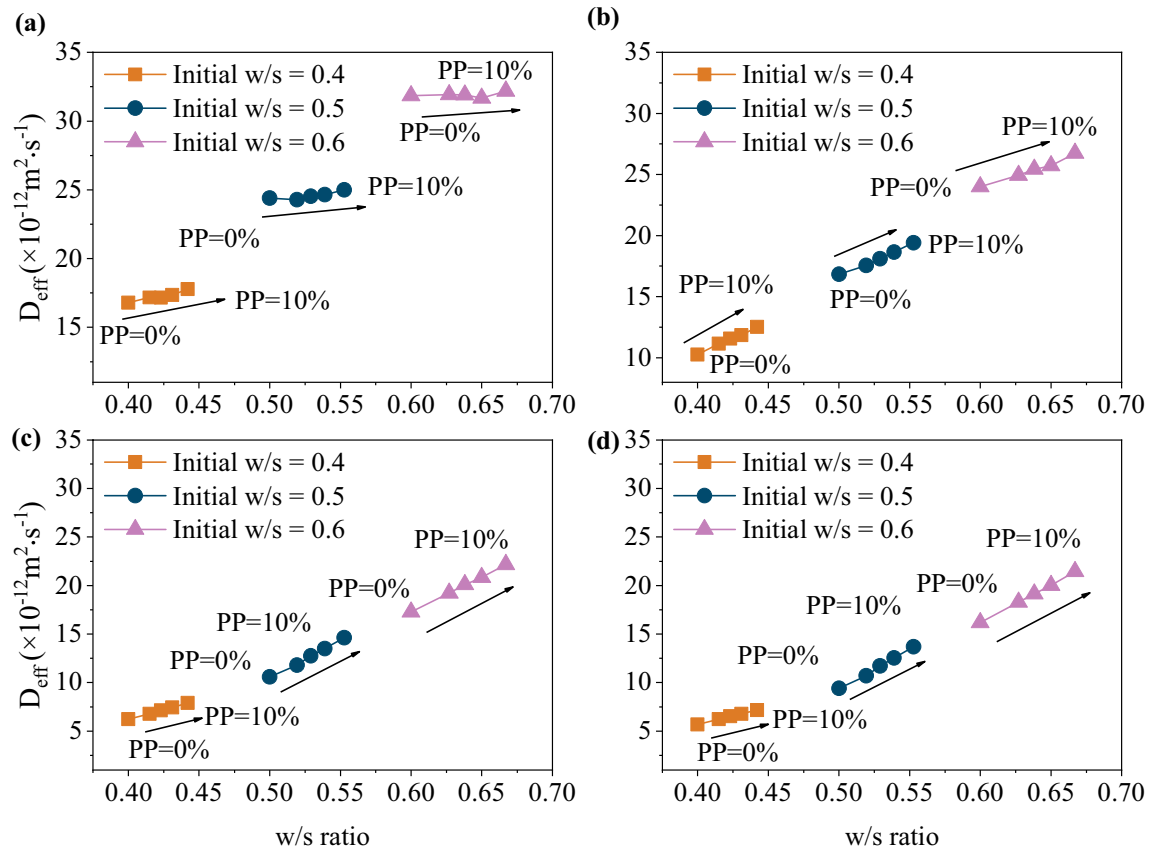 (a)
35
30
25
20
15
D_eff(×10^-12 m^2·s^-1)
Initial w/s = 0.4
Initial w/s = 0.5
Initial w/s = 0.6
PP=10%
PP=0%
PP=10%
PP=0%
PP=10%
PP=0%
0.40 0.45 0.50 0.55 0.60 0.65 0.70
(b)
35
30
25
20
15
10
Initial w/s = 0.4
Initial w/s = 0.5
Initial w/s = 0.6
PP=10%
PP=0%
PP=10%
PP=0%
PP=10%
PP=0%
0.40 0.45 0.50 0.55 0.60 0.65 0.70
(c)
35
30
25
20
15
10
5
D_eff(×10^-12 m^2·s^-1)
Initial w/s = 0.4
Initial w/s = 0.5
Initial w/s = 0.6
PP=10%
PP=0%
PP=10%
PP=0%
PP=10%
PP=0%
0.40 0.45 0.50 0.55 0.60 0.65 0.70
w/s ratio
(d)
35
30
25
20
15
10
5
Initial w/s = 0.4
Initial w/s = 0.5
Initial w/s = 0.6
PP=10%
PP=0%
PP=10%
PP=0%
PP=10%
PP=0%
0.40 0.45 0.50 0.55 0.60 0.65 0.70
w/s ratio